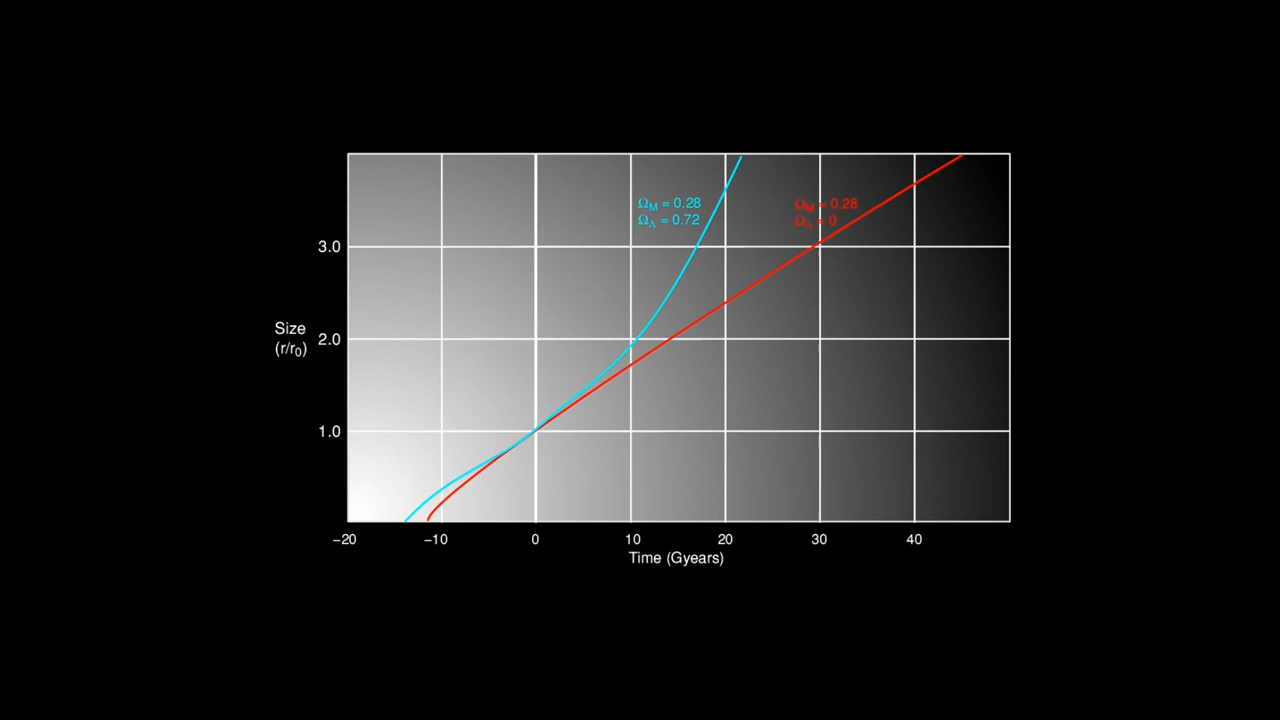 Ω_M = 0.28
Ω_Λ = 0.72
Ω_M = 0.28
Ω_Λ = 0
3.0
Size
(r/r₀)
2.0
1.0
−20 −10 0 10 20 30 40
Time (Gyears)